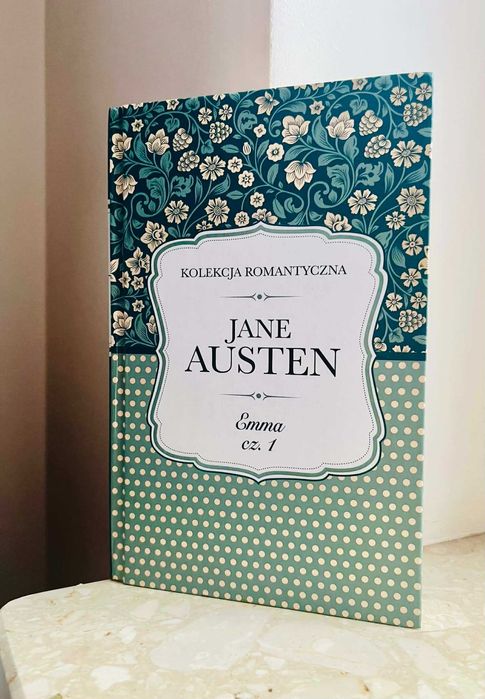 KOLEKCJA ROMANTYCZNA
JANE
AUSTEN
Emma
cz. 1